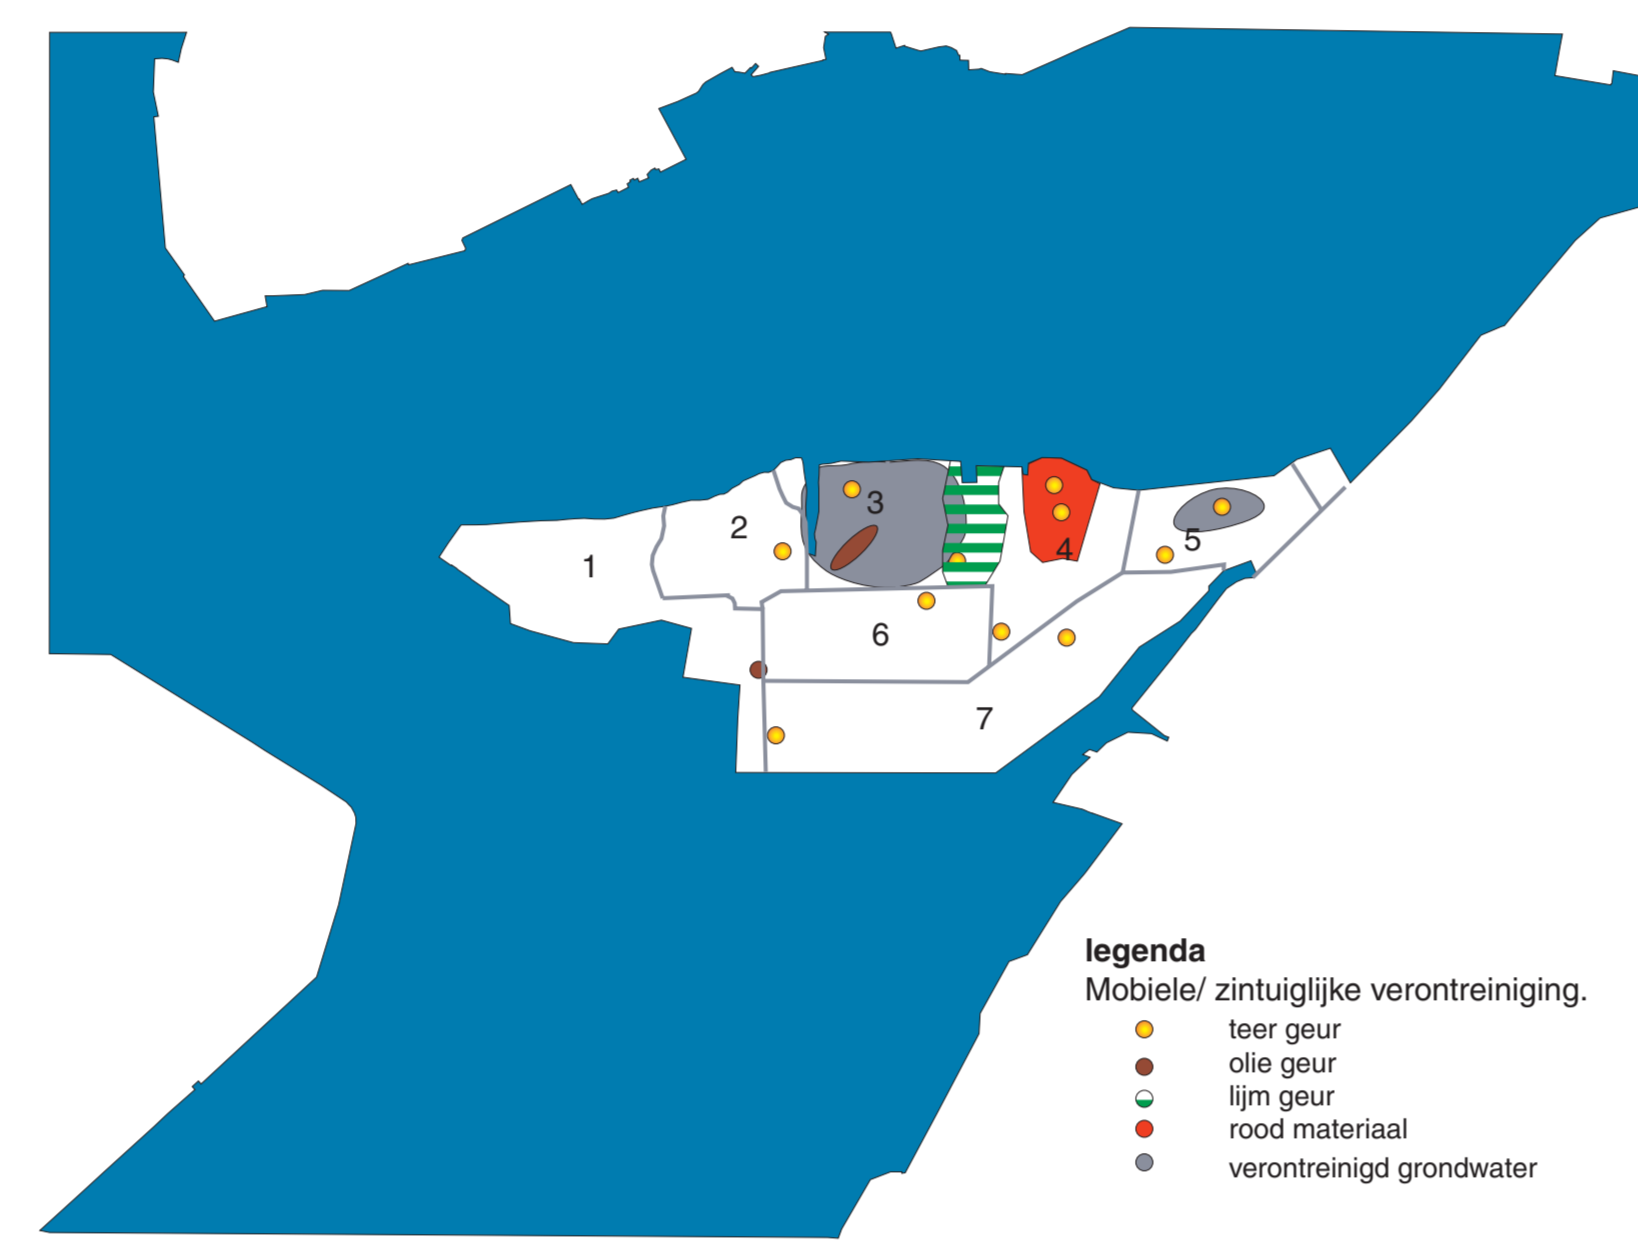 3
2
4
5
1
6
7
legenda
Mobiele/ zintuiglijke verontreiniging.
teer geur
olie geur
lijm geur
rood materiaal
verontreinigd grondwater